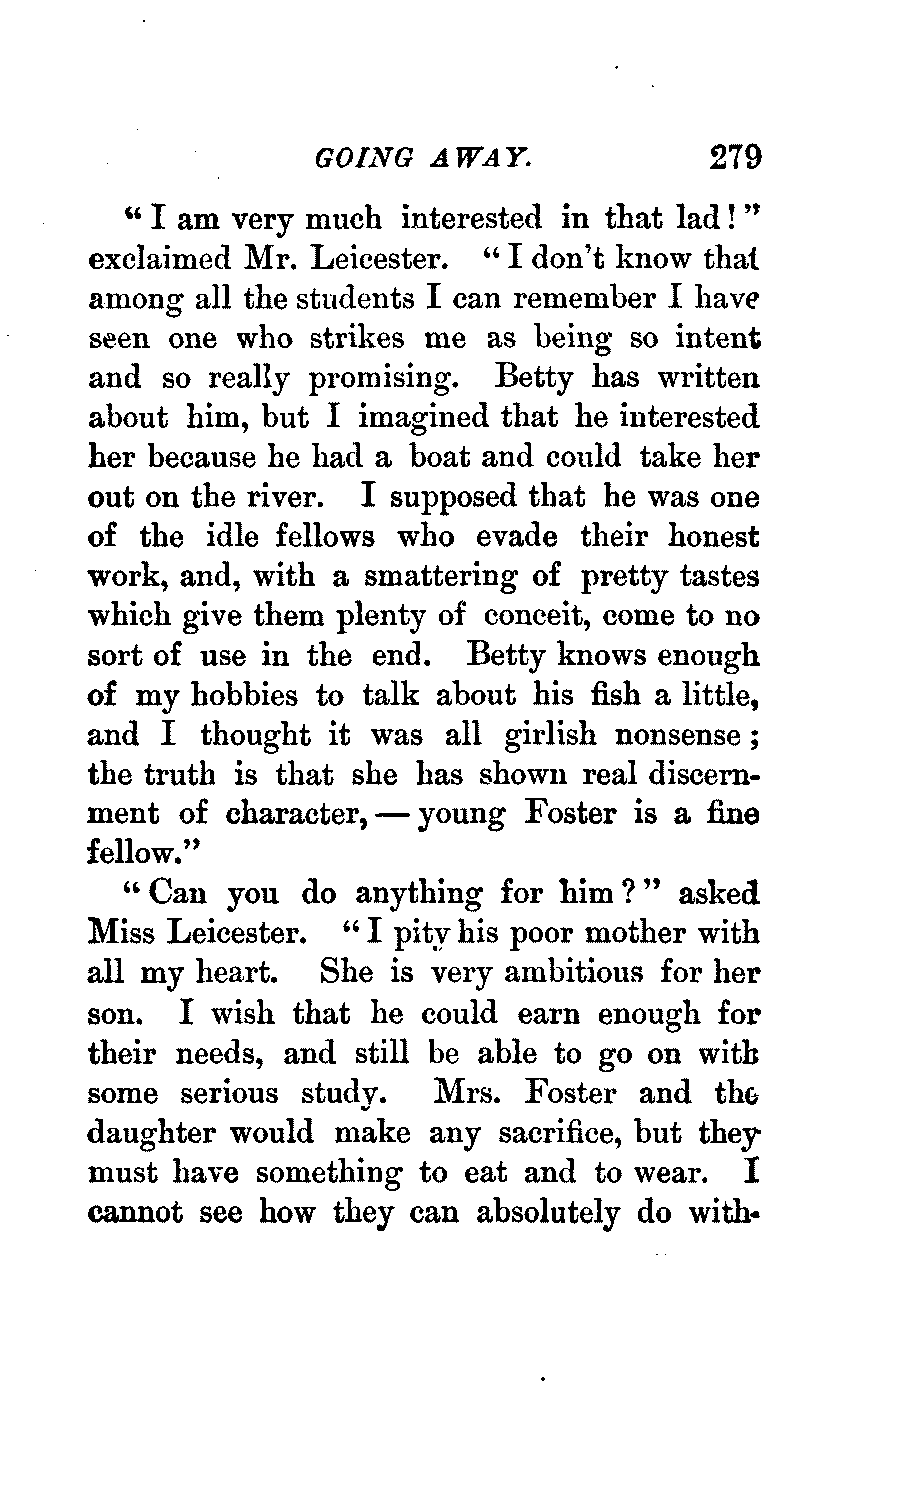 GOING AWAY. 279
“ I am very much interested in that lad ! ”
exclaimed Mr. Leicester. “ I don't know that
among all the students I can remember I have
seen one who strikes me as being so intent
and so really promising. Betty has written
about him, but I imagined that he interested
her because he had a boat and could take her
out on the river. I supposed that he was one
of the idle fellows who evade their honest
work, and, with a smattering of pretty tastes
which give them plenty of conceit, come to no
sort of use in the end. Betty knows enough
of my hobbies to talk about his fish a little,
and I thought it was all girlish nonsense ;
the truth is that she has shown real discern-
ment of character, — young Foster is a fine
fellow.”
“ Can you do anything for him ? ” asked
Miss Leicester. “ I pity his poor mother with
all my heart. She is very ambitious for her
son. I wish that he could earn enough for
their needs, and still be able to go on with
some serious study. Mrs. Foster and the
daughter would make any sacrifice, but they
must have something to eat and to wear. I
cannot see how they can absolutely do with-